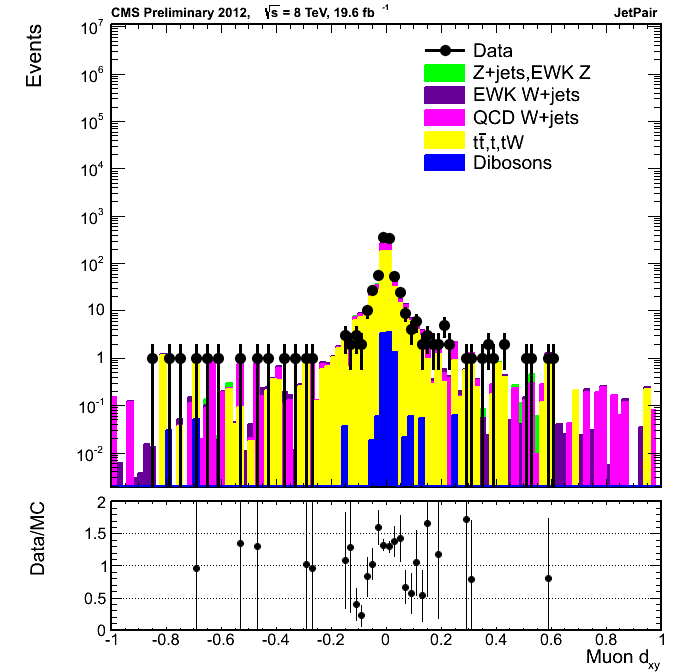 CMS Preliminary 2012, √s = 8 TeV, 19.6 fb⁻¹ JetPair
Events
10⁷
10⁶
10⁵
10⁴
10³
10²
10
1
10⁻¹
10⁻²
Data
Z+jets,EWK Z
EWK W+jets
QCD W+jets
tt̅,t,tW
Dibosons
Data/MC
2
1.5
1
0.5
0
-1 -0.8 -0.6 -0.4 -0.2 0 0.2 0.4 0.6 0.8 1
Muon d_xy